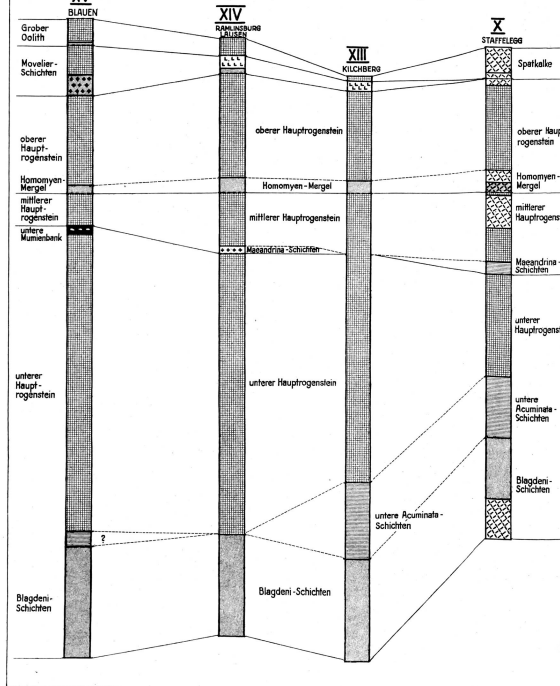 BLAUEN
XIV
RAMLINSBURG
LAUSEN
XIII
KILCHBERG
X
STAFFELEGG
Grober
Oolith
Movelier-
Schichten
oberer
Haupt-
rogenstein
Homomyen-
Mergel
mittlerer
Haupt-
rogenstein
untere
Mumienbank
unterer
Haupt-
rogenstein
?
Blagdeni-
Schichten
oberer Hauptrogenstein
Homomyen-Mergel
mittlerer Hauptrogenstein
Maeandrina-Schichten
unterer Hauptrogenstein
untere Acuminata-
Schichten
Blagdeni-Schichten
Spatkalke
oberer Haup
rogenstein
Homomyen-
Mergel
mittlerer
Hauptrogenst
Maeandrina-
Schichten
unterer
Hauptrogenst
untere
Acuminata-
Schichten
Blagdeni-
Schichten